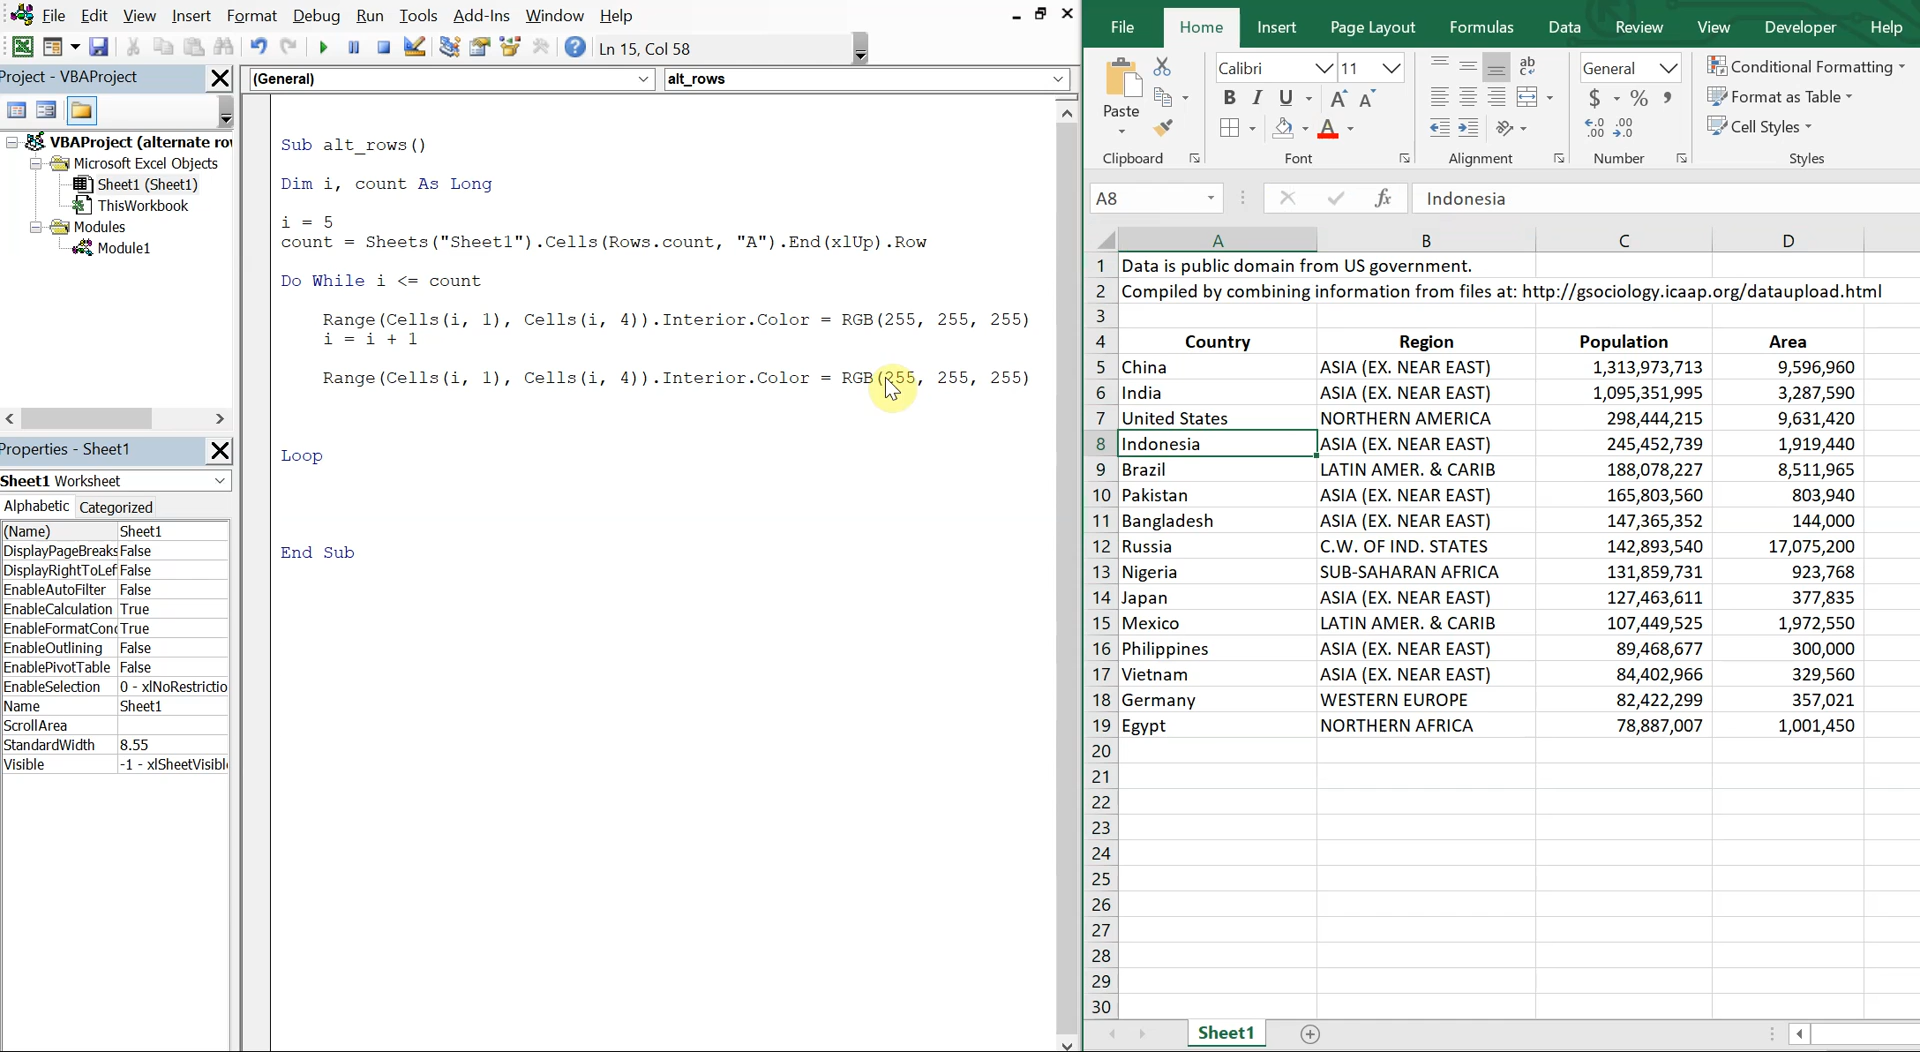 File Edit View Insert Format Debug Run Tools Add-Ins Window Help
Ln 15, Col 58
Project - VBAProject
VBAProject (alternate ro
Microsoft Excel Objects
Sheet1 (Sheet1)
ThisWorkbook
Modules
Module1
Properties - Sheet1
Sheet1 Worksheet
Alphabetic Categorized
(Name) Sheet1
DisplayPageBreaks False
DisplayRightToLef False
EnableAutoFilter False
EnableCalculation True
EnableFormatCond True
EnableOutlining False
EnablePivotTable False
EnableSelection 0 - xlNoRestrictio
Name Sheet1
ScrollArea
StandardWidth 8.55
Visible -1 - xlSheetVisible
(General) alt_rows
Sub alt_rows()
Dim i, count As Long
i = 5
count = Sheets("Sheet1").Cells(Rows.count, "A").End(xlUp).Row
Do While i <= count
Range(Cells(i, 1), Cells(i, 4)).Interior.Color = RGB(255, 255, 255)
i = i + 1
Range(Cells(i, 1), Cells(i, 4)).Interior.Color = RGB(255, 255, 255)
Loop
End Sub
File Home Insert Page Layout Formulas Data Review View Developer Help
Paste
Clipboard
Calibri 11
B I U A A
A
Font
ab c
Alignment
General
$ % ,
Number
Conditional Formatting
Format as Table
Cell Styles
Styles
A8 fx Indonesia
A B C D
1 Data is public domain from US government.
2 Compiled by combining information from files at: http://gsociology.icaap.org/dataupload.html
3
4 Country Region Population Area
5 China ASIA (EX. NEAR EAST) 1,313,973,713 9,596,960
6 India ASIA (EX. NEAR EAST) 1,095,351,995 3,287,590
7 United States NORTHERN AMERICA 298,444,215 9,631,420
8 Indonesia ASIA (EX. NEAR EAST) 245,452,739 1,919,440
9 Brazil LATIN AMER. & CARIB 188,078,227 8,511,965
10 Pakistan ASIA (EX. NEAR EAST) 165,803,560 803,940
11 Bangladesh ASIA (EX. NEAR EAST) 147,365,352 144,000
12 Russia C.W. OF IND. STATES 142,893,540 17,075,200
13 Nigeria SUB-SAHARAN AFRICA 131,859,731 923,768
14 Japan ASIA (EX. NEAR EAST) 127,463,611 377,835
15 Mexico LATIN AMER. & CARIB 107,449,525 1,972,550
16 Philippines ASIA (EX. NEAR EAST) 89,468,677 300,000
17 Vietnam ASIA (EX. NEAR EAST) 84,402,966 329,560
18 Germany WESTERN EUROPE 82,422,299 357,021
19 Egypt NORTHERN AFRICA 78,887,007 1,001,450
20
21
22
23
24
25
26
27
28
29
30
Sheet1